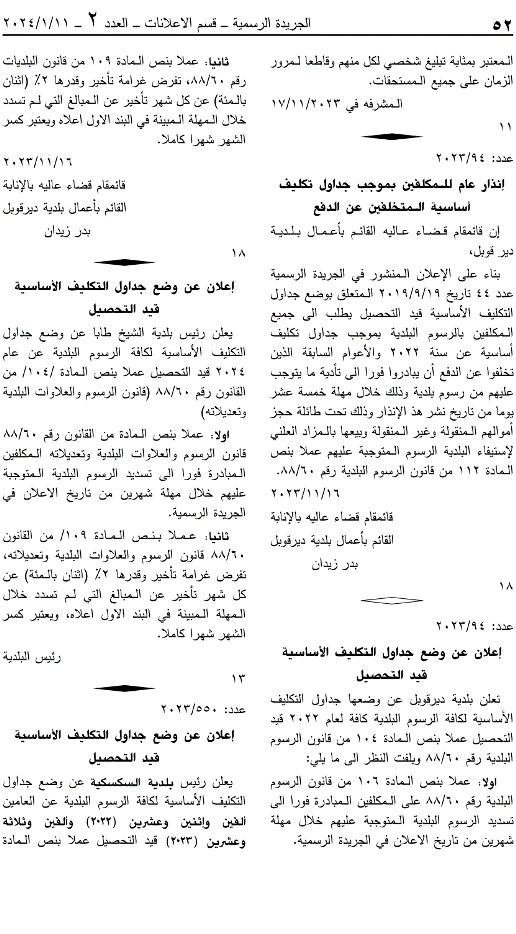 ٥٢
الجريدة الرسمية ــ قسم الاعلانات ــ العدد ٢ ــ ٢٠٢٤/١/١١
المعتبر بمثابة تبليغ شخصي لكل منهم وقاطعا لمرور
الزمان على جميع المستحقات.
المشرفه في ١٧/١١/٢٠٢٣
١١
عدد: ٢٠٢٣/٩٤
إنذار عام للمكلفين بموجب جداول تكليف
أساسية المتخلفين عن الدفع
إن قائمقام قضاء عاليه القائم بأعمال بلدية
دير قوبل،
بناء على الإعلان المنشور في الجريدة الرسمية
عدد ٤٤ تاريخ ٢٠١٩/٩/١٩ المتعلق بوضع جداول
التكليف الأساسية قيد التحصيل يطلب الى جميع
المكلفين بالرسوم البلدية بموجب جداول تكليف
أساسية عن سنة ٢٠٢٢ والأعوام السابقة الذين
تخلفوا عن الدفع أن يبادروا فورا الى تأدية ما يتوجب
عليهم من رسوم بلدية وذلك خلال مهلة خمسة عشر
يوما من تاريخ نشر هذ الإنذار وذلك تحت طائلة حجز
أموالهم المنقولة وغير المنقولة وبيعها بالمزاد العلني
لإستيفاء البلدية الرسوم المتوجبة عليهم عملا بنص
المادة ١١٢ من قانون الرسوم البلدية رقم ٨٨/٦٠.
٢٠٢٣/١١/١٦
قائمقام قضاء عاليه بالإنابة
القائم بأعمال بلدية ديرقوبل
بدر زيدان
١٨
عدد: ٢٠٢٣/٩٤
إعلان عن وضع جداول التكليف الأساسية
قيد التحصيل
تعلن بلدية ديرقوبل عن وضعها جداول التكليف
الأساسية لكافة الرسوم البلدية كافة لعام ٢٠٢٢ قيد
التحصيل عملا بنص المادة ١٠٤ من قانون الرسوم
البلدية رقم ٨٨/٦٠ ويلفت النظر الى ما يلي:
اولا: عملا بنص المادة ١٠٦ من قانون الرسوم
البلدية رقم ٨٨/٦٠ على المكلفين المبادرة فورا الى
تسديد الرسوم البلدية المتوجبة عليهم خلال مهلة
شهرين من تاريخ الاعلان في الجريدة الرسمية.
ثانيا: عملا بنص المادة ١٠٩ من قانون البلديات
رقم ٨٨/٦٠، تفرض غرامة تأخير وقدرها ٢٪ (اثنان
بالمئة) عن كل شهر تأخير عن المبالغ التي لم تسدد
خلال المهلة المبينة في البند الاول اعلاه ويعتبر كسر
الشهر شهرا كاملا.
٢٠٢٣/١١/١٦
قائمقام قضاء عاليه بالإنابة
القائم بأعمال بلدية ديرقوبل
بدر زيدان
١٨
إعلان عن وضع جداول التكليف الأساسية
قيد التحصيل
يعلن رئيس بلدية الشيخ طابا عن وضع جداول
التكليف الأساسية لكافة الرسوم البلدية عن عام
٢٠٢٤ قيد التحصيل عملا بنص المادة /١٠٤/ من
القانون رقم ٨٨/٦٠ (قانون الرسوم والعلاوات البلدية
وتعديلاته)
اولا: عملا بنص المادة من القانون رقم ٨٨/٦٠
قانون الرسوم والعلاوات البلدية وتعديلاته المكلفين
المبادرة فورا الى تسديد الرسوم البلدية المتوجبة
عليهم خلال مهلة شهرين من تاريخ الاعلان في
الجريدة الرسمية.
ثانيا: عملا بنص المادة ١٠٩/ من القانون
٨٨/٦٠ قانون الرسوم والعلاوات البلدية وتعديلاته،
تفرض غرامة تأخير وقدرها ٢٪ (اثنان بالمئة) عن
كل شهر تأخير عن المبالغ التي لم تسدد خلال
المهلة المبينة في البند الاول اعلاه، ويعتبر كسر
الشهر شهرا كاملا.
رئيس البلدية
١٣
عدد: ٢٠٢٣/٥٥٠
إعلان عن وضع جداول التكليف الأساسية
قيد التحصيل
يعلن رئيس بلدية السكسكية عن وضع جداول
التكليف الأساسية لكافة الرسوم البلدية عن العامين
ألفين وإثنين وعشرين (٢٠٢٢) وألفين وثلاثة
وعشرين (٢٠٢٣) قيد التحصيل عملا بنص المادة